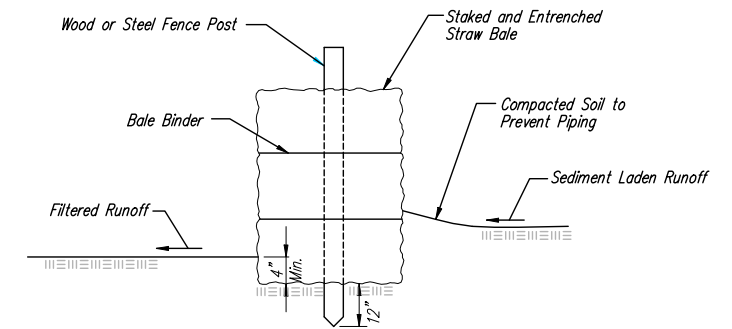 Wood or Steel Fence Post
Staked and Entrenched
Straw Bale
Bale Binder
Compacted Soil to
Prevent Piping
Sediment Laden Runoff
Filtered Runoff
4"
Min.
12"